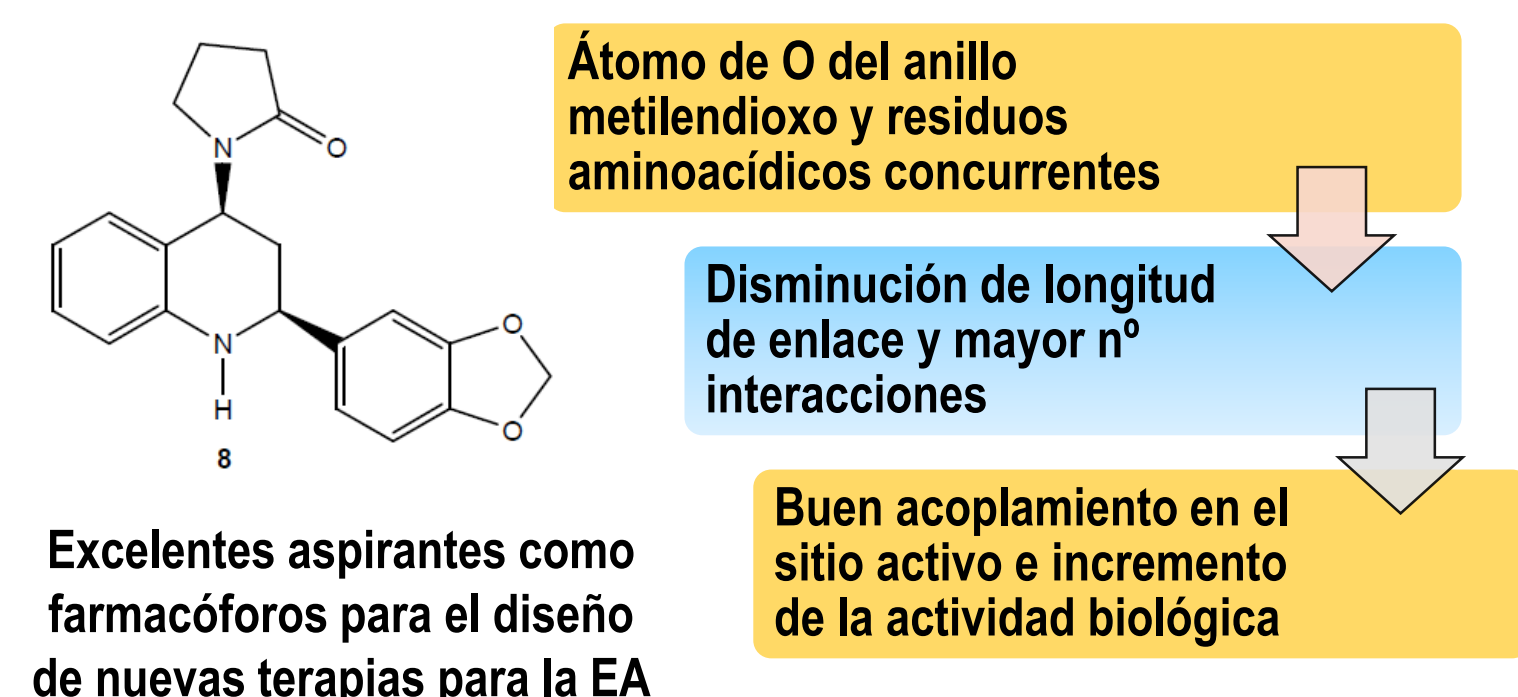 N
O
N
H
O
O
8
Átomo de O del anillo
metilendioxo y residuos
aminoacídicos concurrentes
Disminución de longitud
de enlace y mayor nº
interacciones
Buen acoplamiento en el
sitio activo e incremento
de la actividad biológica
Excelentes aspirantes como
farmacóforos para el diseño
de nuevas terapias para la EA